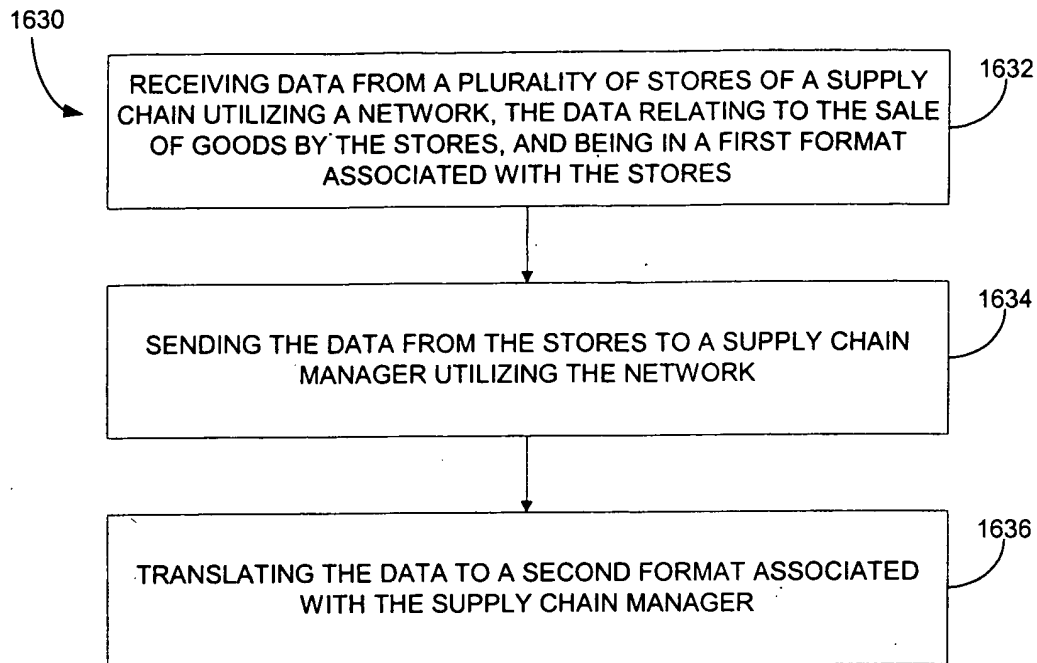 1630
RECEIVING DATA FROM A PLURALITY OF STORES OF A SUPPLY
CHAIN UTILIZING A NETWORK, THE DATA RELATING TO THE SALE
OF GOODS BY THE STORES, AND BEING IN A FIRST FORMAT
ASSOCIATED WITH THE STORES
1632
SENDING THE DATA FROM THE STORES TO A SUPPLY CHAIN
MANAGER UTILIZING THE NETWORK
1634
TRANSLATING THE DATA TO A SECOND FORMAT ASSOCIATED
WITH THE SUPPLY CHAIN MANAGER
1636